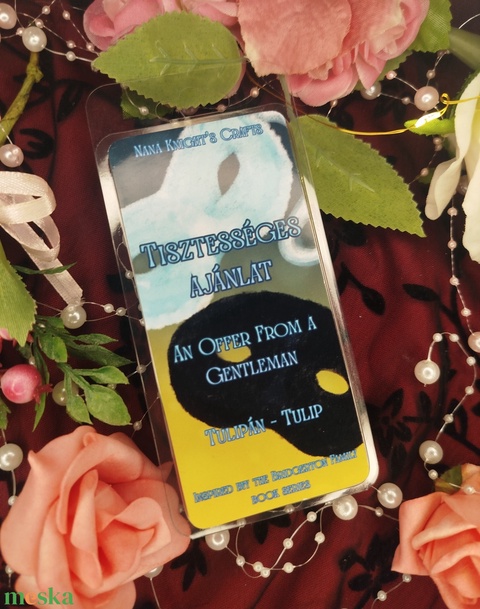 Nana Knight's Crafts
Tisztességes
ajánlat
An Offer From a
Gentleman
Tulipán - Tulip
Inspired by the Bridgerton Family
book series
meska